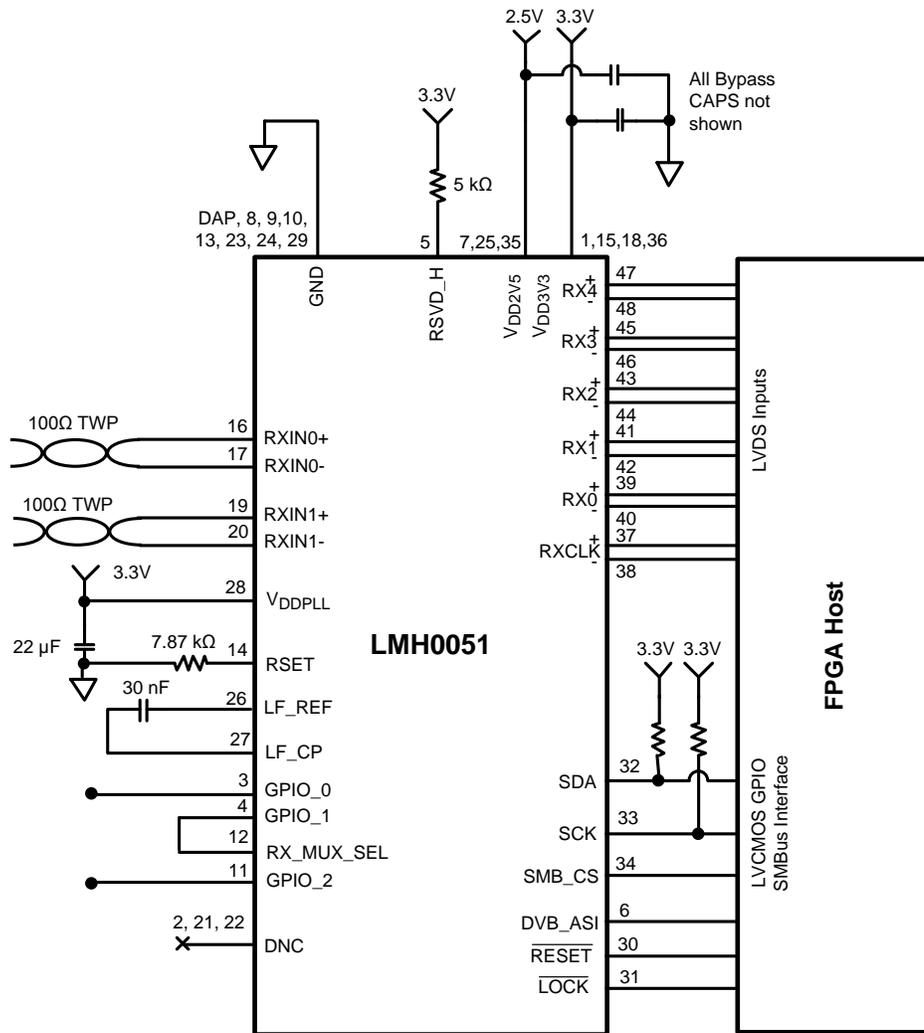 2.5V
3.3V
All Bypass
CAPS not
shown
3.3V
5 kΩ
DAP, 8, 9,10,
13, 23, 24, 29
5
7,25,35
1,15,18,36
GND
RSVD_H
VDD2V5
VDD3V3
47
RX4
+
-
48
45
RX3
+
-
46
43
RX2
+
-
44
41
RX1
+
-
42
39
RX0
+
-
40
37
RXCLK
+
-
38
LVDS Inputs
100Ω TWP
16
RXIN0+
17
RXIN0-
100Ω TWP
19
RXIN1+
20
RXIN1-
3.3V
28
VDDPLL
22 µF
7.87 kΩ
14
RSET
30 nF
26
LF_REF
27
LF_CP
3
GPIO_0
4
GPIO_1
12
RX_MUX_SEL
11
GPIO_2
2, 21, 22
DNC
LMH0051
FPGA Host
3.3V
3.3V
SDA
32
SCK
33
SMB_CS
34
DVB_ASI
6
RESET
30
LOCK
31
LVCMOS GPIO
SMBus Interface